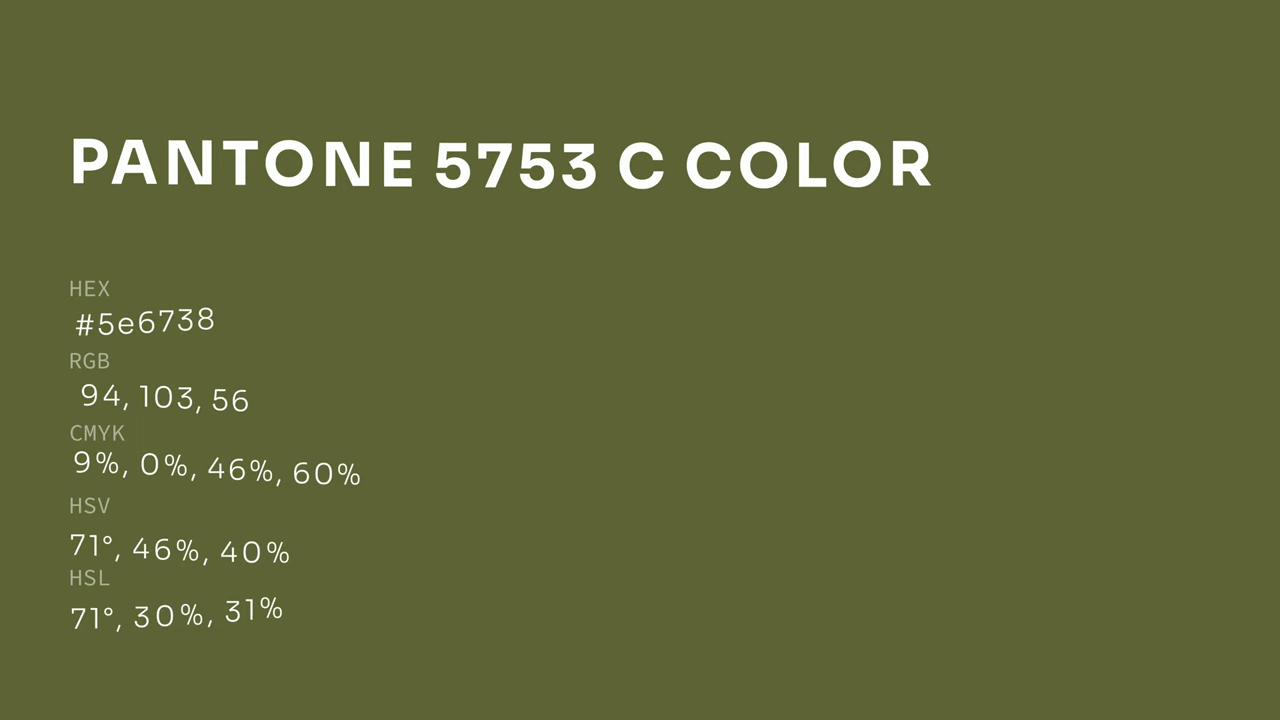 PANTONE 5753 C COLOR
HEX
#5e6738
RGB
94, 103, 56
CMYK
9%, 0%, 46%, 60%
HSV
71°, 46%, 40%
HSL
71°, 30%, 31%